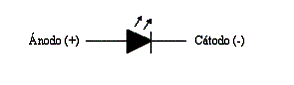 Ánodo (+) Cátodo (-)